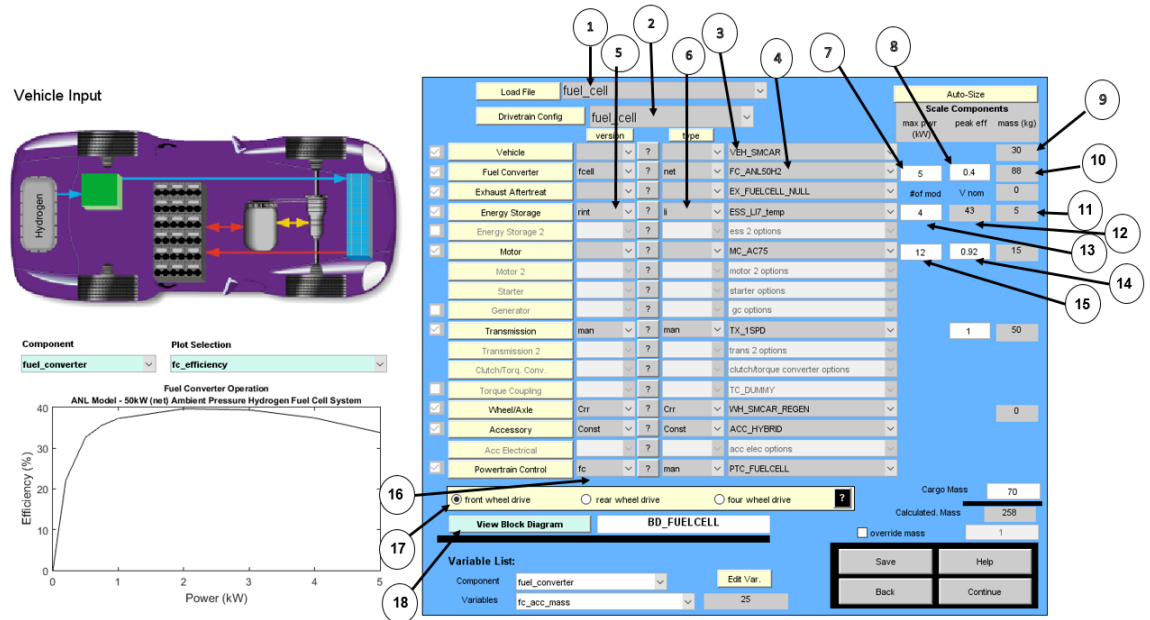 Vehicle Input
Hydrogen
Component
Plot Selection
fuel_converter
fc_efficiency
Fuel Converter Operation
ANL Model - 50kW (net) Ambient Pressure Hydrogen Fuel Cell System
Efficiency (%)
40
30
20
10
0
0 1 2 3 4 5
Power (kW)
1 2 3 4 5 6 7 8 9 10 11 12 13 14 15 16 17 18
Load File fuel_cell
Auto-Size
Drivetrain Config fuel_cell
Scale Components
version type
max pwr (kW) peak eff mass (kg)
Vehicle ? VEH_SMCAR 30
Fuel Converter fcell ? net FC_ANL50H2 5 0.4 88
Exhaust Aftertreat ? EX_FUELCELL_NULL #of mod V nom 0
Energy Storage rint ? li ESS_LI7_temp 4 43 5
Energy Storage 2 ? ess 2 options
Motor ? MC_AC75 12 0.92 15
Motor 2 ? motor 2 options
Starter ? starter options
Generator ? gc options
Transmission man ? man TX_1SPD 1 50
Transmission 2 ? trans 2 options
Clutch/Torq. Conv. ? clutch/torque converter options
Torque Coupling ? TC_DUMMY
Wheel/Axle Crr ? Crr WH_SMCAR_REGEN 0
Accessory Const ? Const ACC_HYBRID
Acc Electrical ? acc elec options
Powertrain Control fc ? man PTC_FUELCELL
front wheel drive rear wheel drive four wheel drive ?
Cargo Mass 70
View Block Diagram BD_FUELCELL
Calculated. Mass 258
override mass 1
Variable List:
Component fuel_converter Edit Var.
Variables fc_acc_mass 25
Save Help
Back Continue